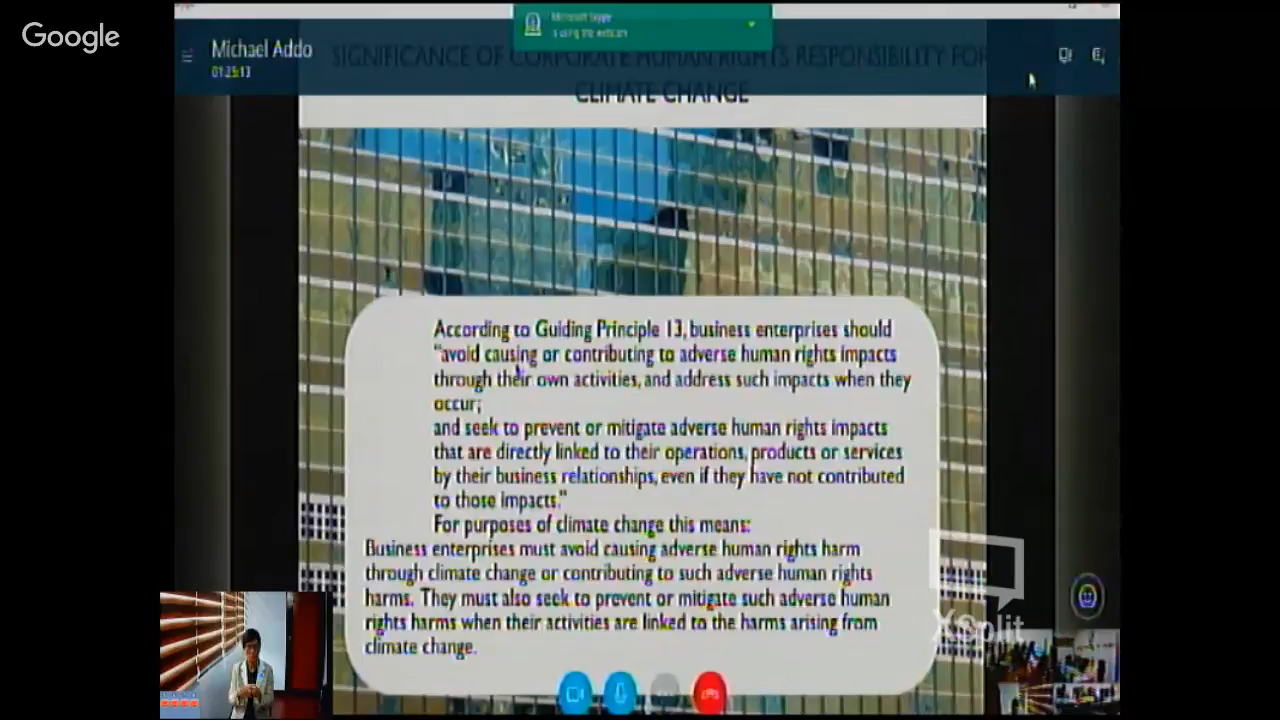 Google
Michael Addo
01:25:13
Microsoft Skype
is using the webcam
SIGNIFICANCE OF CORPORATE HUMAN RIGHTS RESPONSIBILITY FOR
CLIMATE CHANGE
According to Guiding Principle 13, business enterprises should
"avoid causing or contributing to adverse human rights impacts
through their own activities, and address such impacts when they
occur;
and seek to prevent or mitigate adverse human rights impacts
that are directly linked to their operations, products or services
by their business relationships, even if they have not contributed
to those impacts."
For purposes of climate change this means:
Business enterprises must avoid causing adverse human rights harm
through climate change or contributing to such adverse human rights
harms. They must also seek to prevent or mitigate such adverse human
rights harms when their activities are linked to the harms arising from
climate change.
XSplit